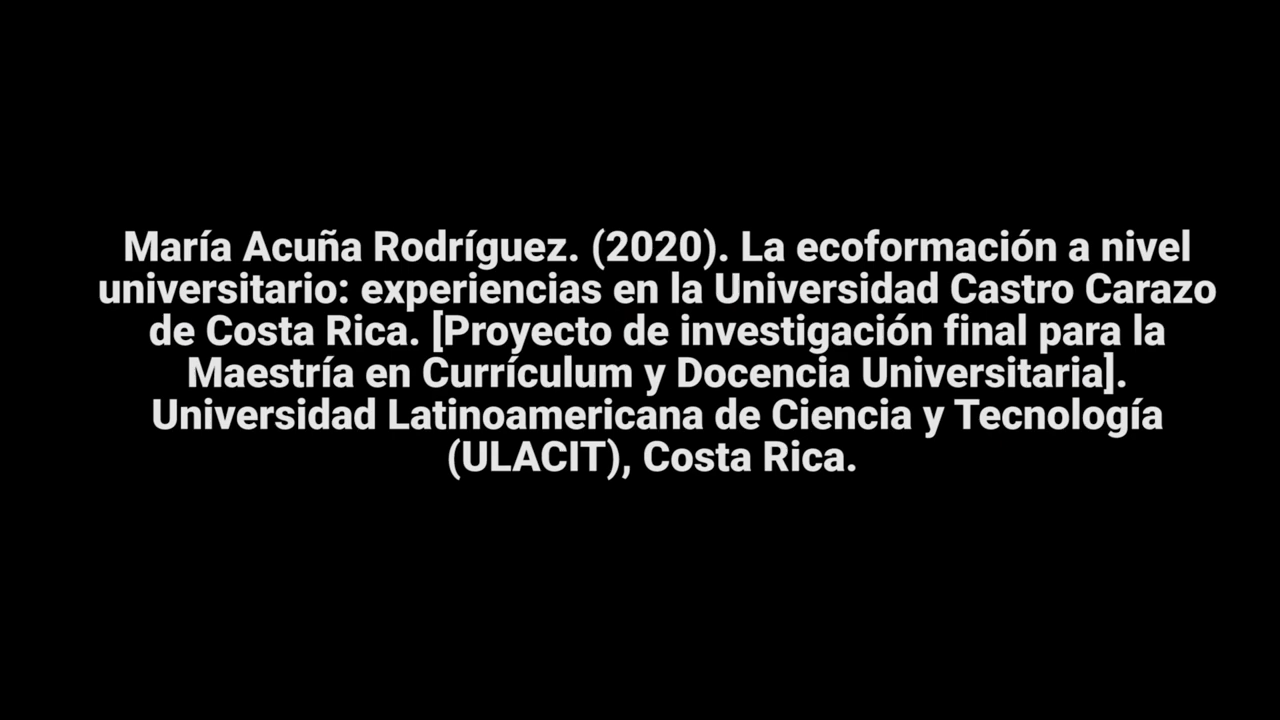 María Acuña Rodríguez. (2020). La ecoformación a nivel
universitario: experiencias en la Universidad Castro Carazo
de Costa Rica. [Proyecto de investigación final para la
Maestría en Currículum y Docencia Universitaria].
Universidad Latinoamericana de Ciencia y Tecnología
(ULACIT), Costa Rica.